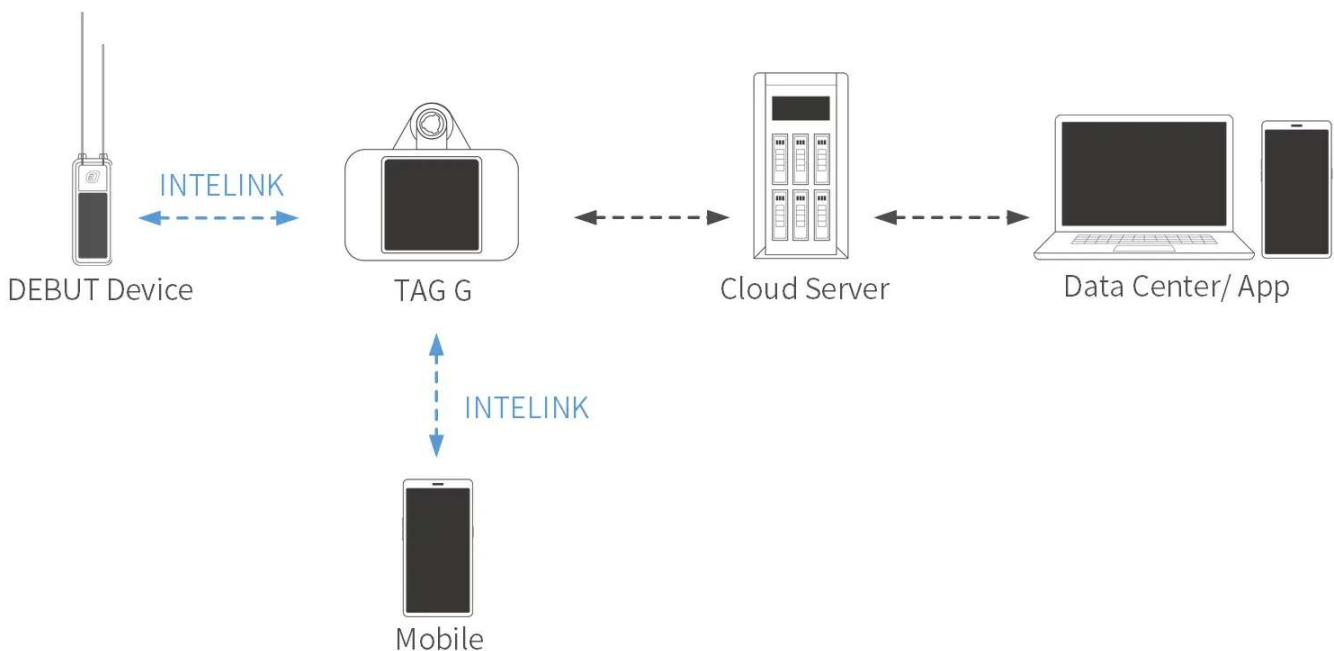 INTELINK
DEBUT Device
TAG G
Cloud Server
Data Center/ App
INTELINK
Mobile